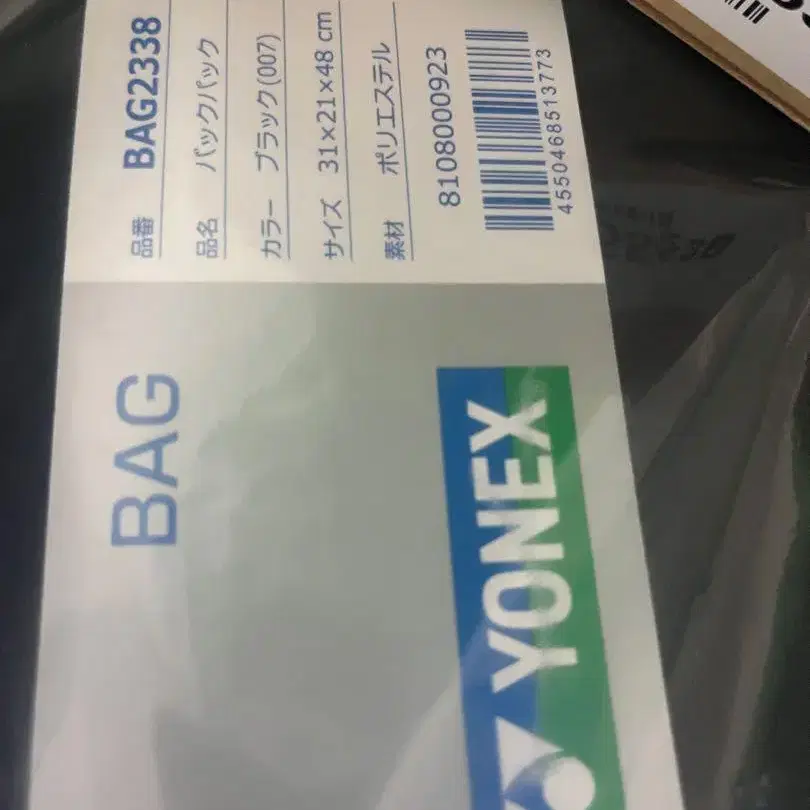 品番 BAG2338
品名 バックパック
カラー ブラック(007)
サイズ 31×21×48 cm
素材 ポリエステル
8108000923
4550468513773
BAG
YONEX